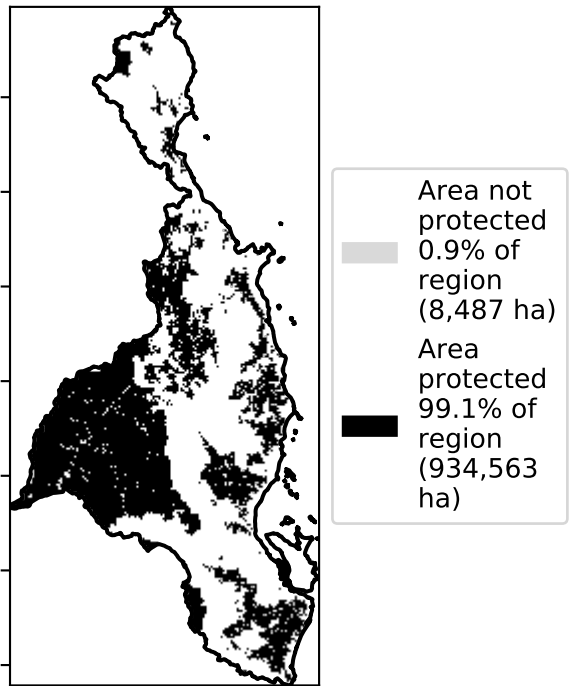 Area not
protected
0.9% of
region
(8,487 ha)
Area
protected
99.1% of
region
(934,563
ha)